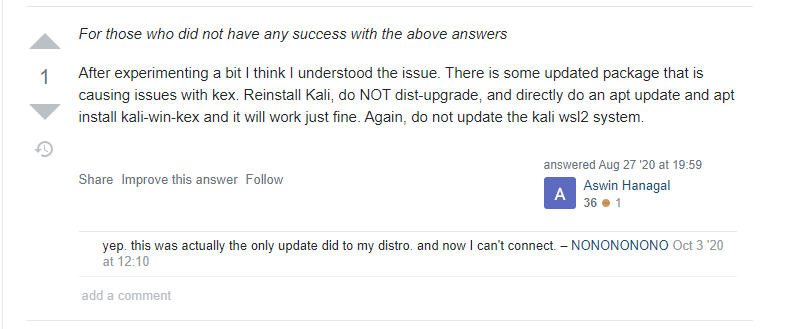 For those who did not have any success with the above answers
1
After experimenting a bit I think I understood the issue. There is some updated package that is
causing issues with kex. Reinstall Kali, do NOT dist-upgrade, and directly do an apt update and apt
install kali-win-kex and it will work just fine. Again, do not update the kali wsl2 system.
answered Aug 27 '20 at 19:59
Share Improve this answer Follow
A
Aswin Hanagal
36 1
yep. this was actually the only update did to my distro. and now I can't connect. – NONONONONO Oct 3 '20
at 12:10
add a comment